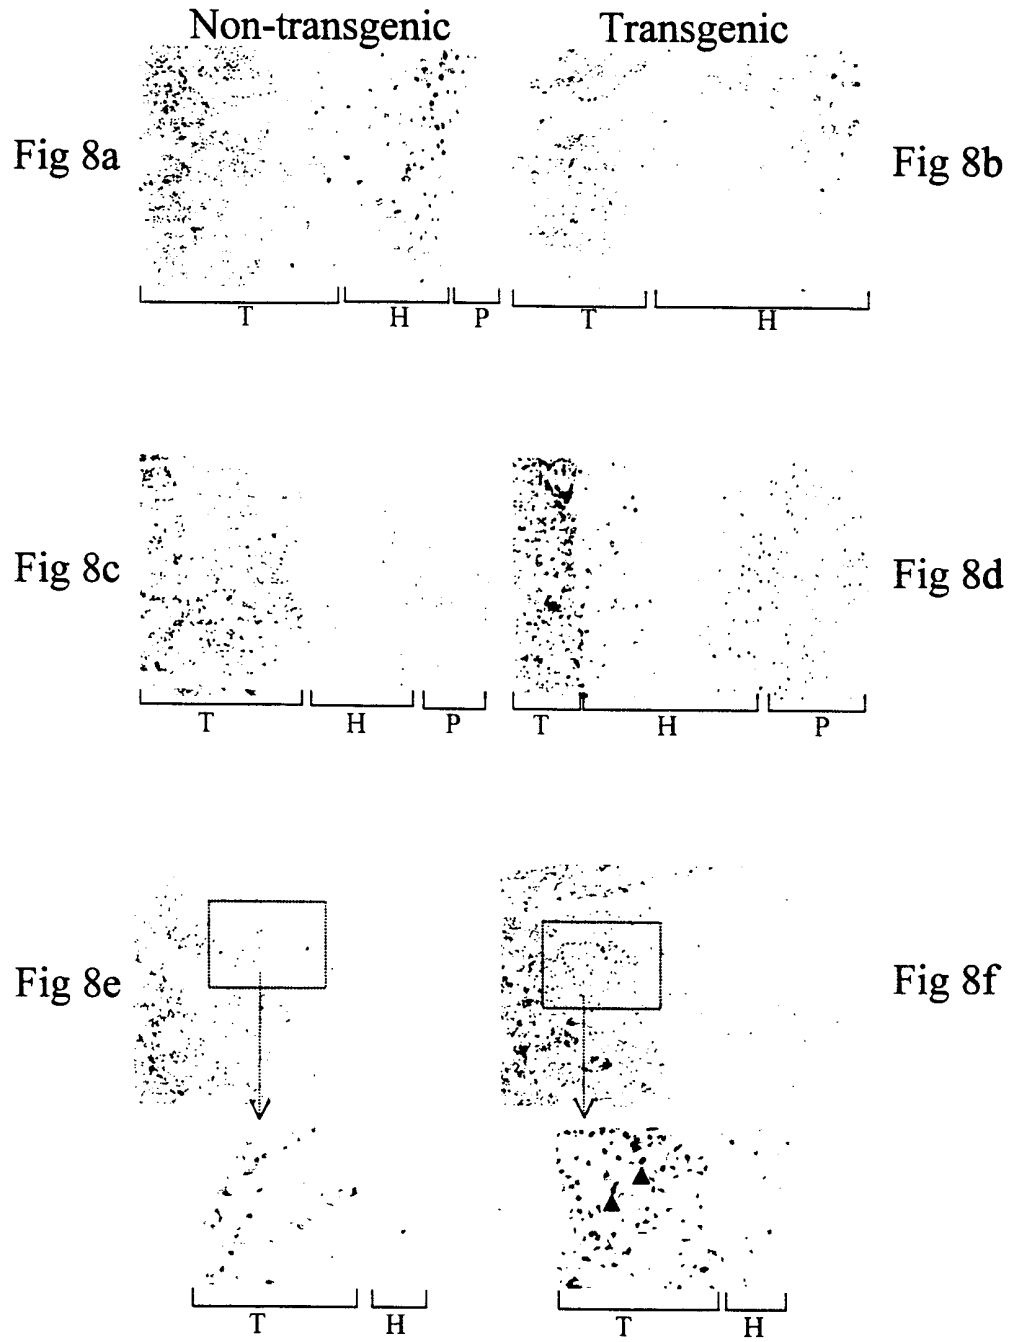 Non-transgenic Transgenic
Fig 8a Fig 8b
T H P T H
Fig 8c Fig 8d
T H P T H P
Fig 8e Fig 8f
T H T H